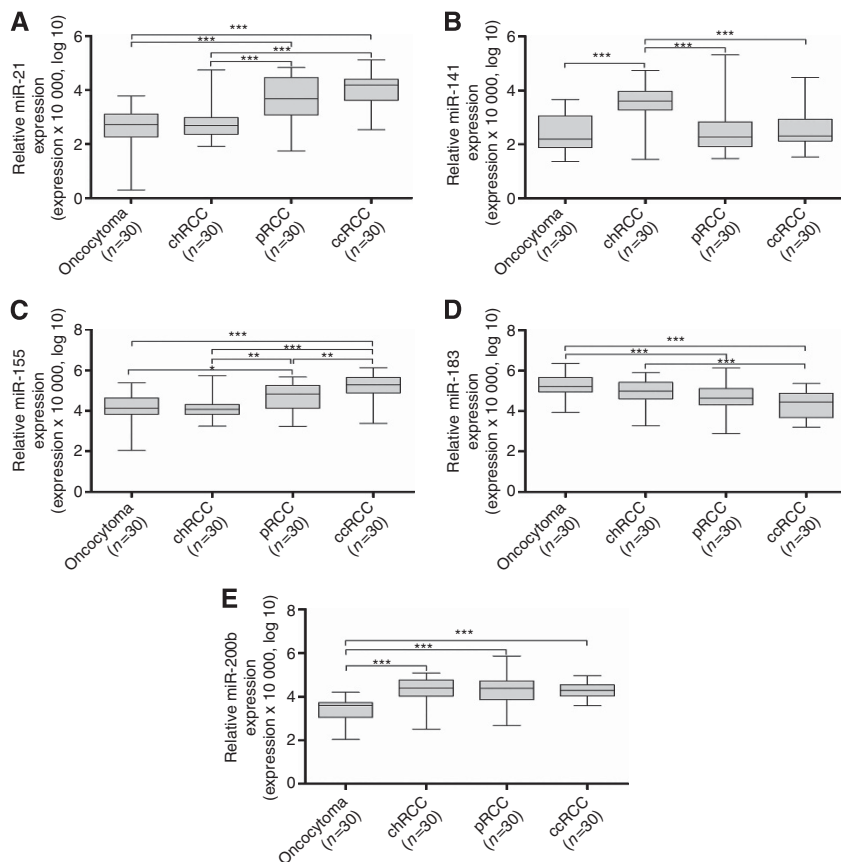 A
Relative miR-21
expression
(expression x 10 000, log 10)
6
4
2
0
***
***
***
***
Oncocytoma
(n=30)
chRCC
(n=30)
pRCC
(n=30)
ccRCC
(n=30)
B
Relative miR-141
expression
(expression x 10 000, log 10)
6
4
2
0
***
***
***
Oncocytoma
(n=30)
chRCC
(n=30)
pRCC
(n=30)
ccRCC
(n=30)
C
Relative miR-155
expression
(expression x 10 000, log 10)
8
6
4
2
0
***
***
**
**
*
Oncocytoma
(n=30)
chRCC
(n=30)
pRCC
(n=30)
ccRCC
(n=30)
D
Relative miR-183
expression
(expression x 10 000, log 10)
8
6
4
2
0
***
***
***
Oncocytoma
(n=30)
chRCC
(n=30)
pRCC
(n=30)
ccRCC
(n=30)
E
Relative miR-200b
expression
(expression x 10 000, log 10)
8
6
4
2
0
***
***
***
Oncocytoma
(n=30)
chRCC
(n=30)
pRCC
(n=30)
ccRCC
(n=30)